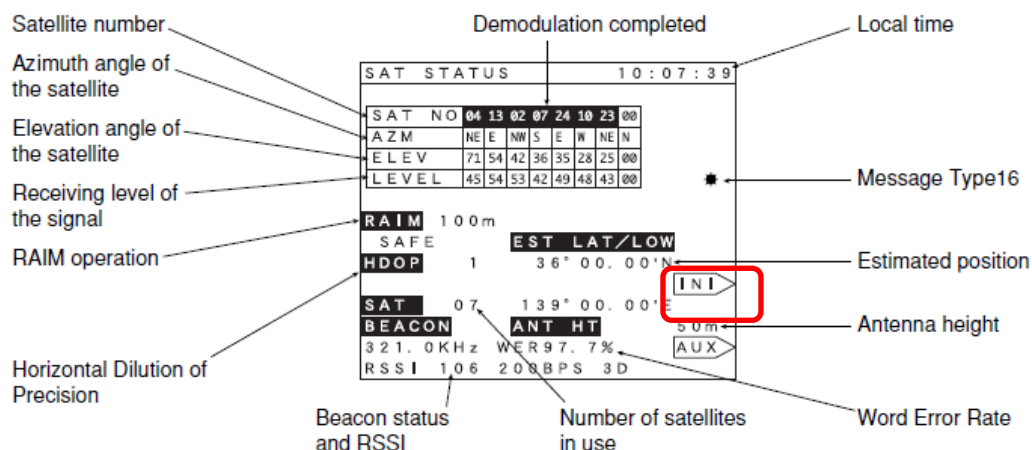 Satellite number
Demodulation completed
Local time
Azimuth angle of
the satellite
Elevation angle of
the satellite
Receiving level of
the signal
RAIM operation
Horizontal Dilution of
Precision
SAT STATUS 10:07:39
SAT NO 04 13 02 07 24 10 23 00
AZM NE E NW S E W NE N
ELEV 71 54 42 36 35 28 25 00
LEVEL 45 54 53 42 49 48 43 00
RAIM 100m
SAFE EST LAT/LOW
HDOP 1 36°00.00'N
INI
SAT 07 139°00.00'E
BEACON ANT HT 50m
321.0KHz WER97.7% AUX
RSSI 106 200BPS 3D
Message Type16
Estimated position
Antenna height
Word Error Rate
Beacon status
and RSSI
Number of satellites
in use